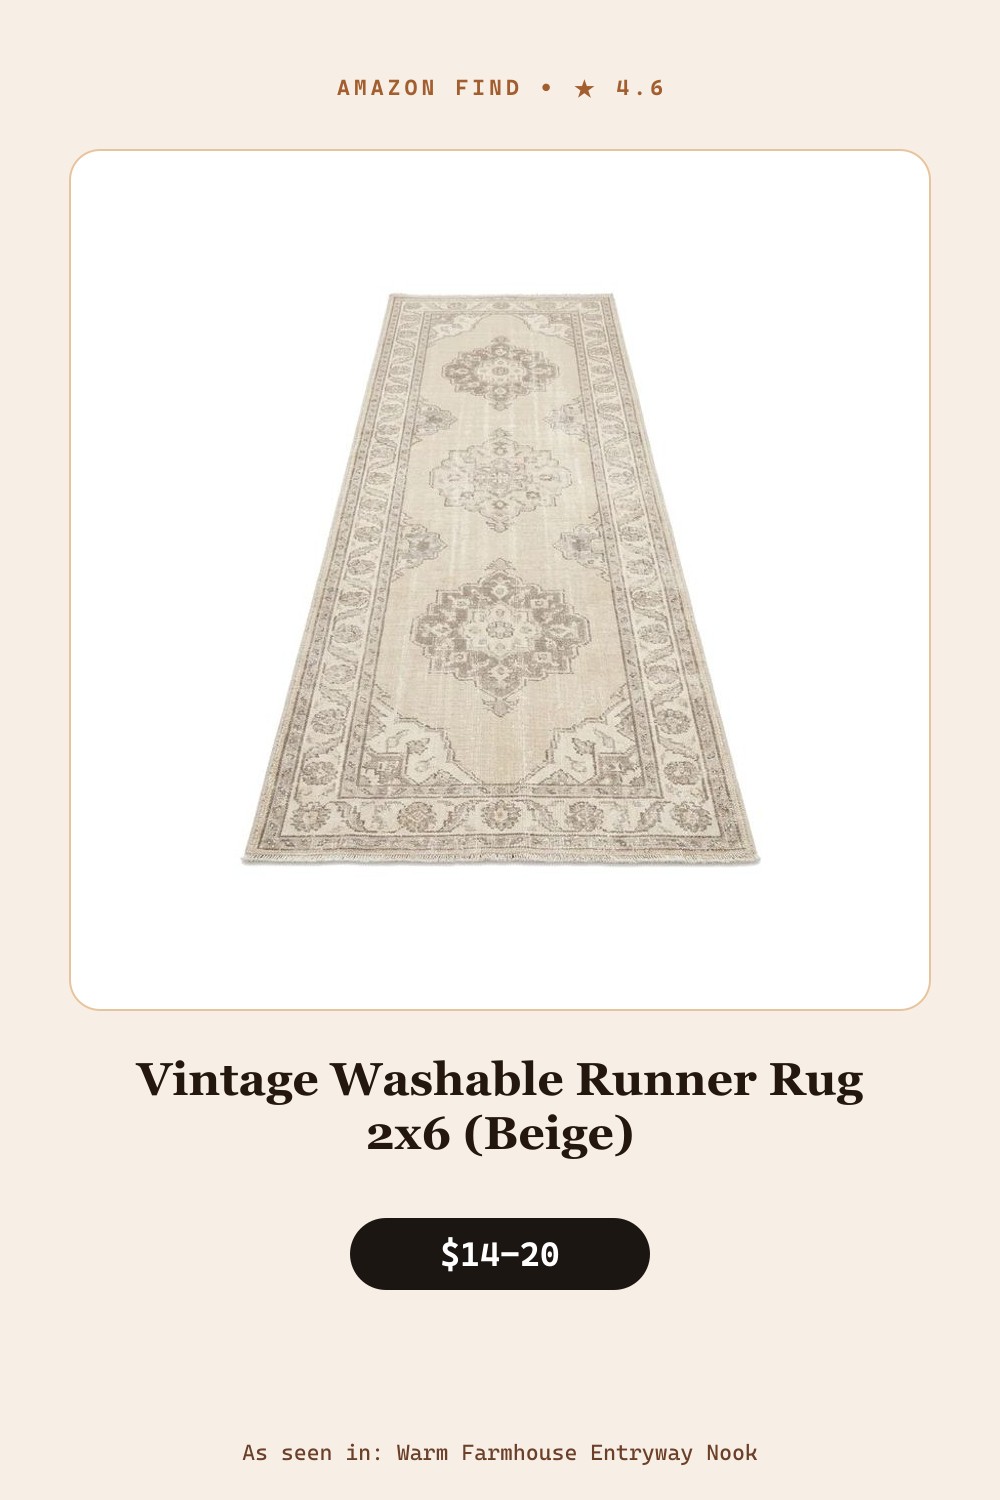 AMAZON FIND • ★ 4.6
Vintage Washable Runner Rug
2x6 (Beige)
$14–20
As seen in: Warm Farmhouse Entryway Nook